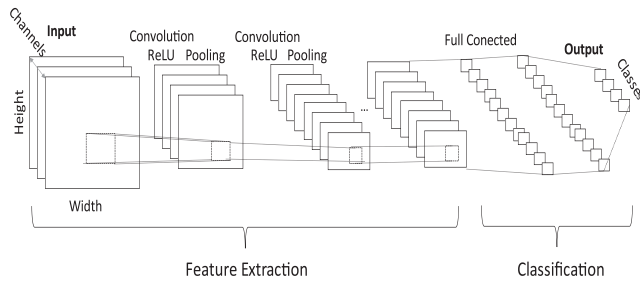 Channels
Input
Convolution
ReLU Pooling
Convolution
ReLU Pooling
...
Full Conected
Output
Classes
Height
Width
Feature Extraction
Classification